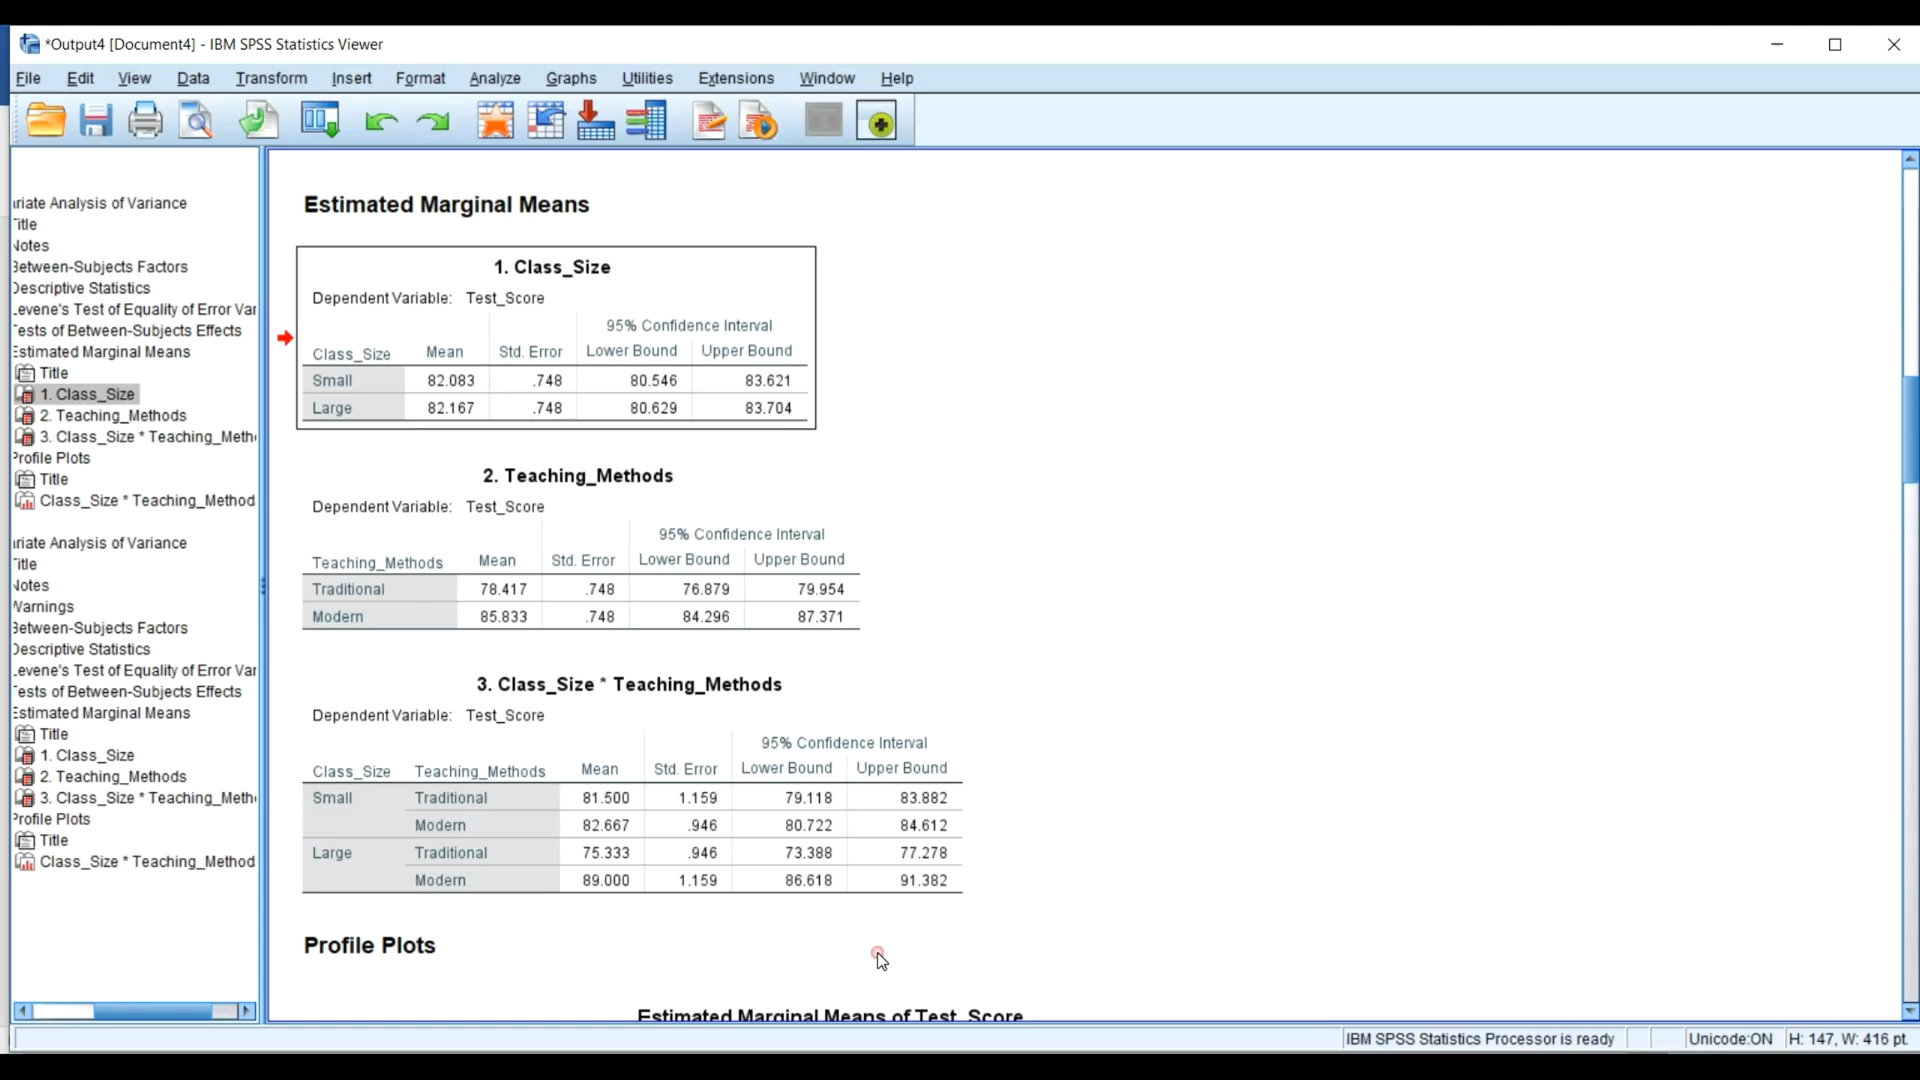 *Output4 [Document4] - IBM SPSS Statistics Viewer
File Edit View Data Transform Insert Format Analyze Graphs Utilities Extensions Window Help
riate Analysis of Variance
Title
Notes
Between-Subjects Factors
Descriptive Statistics
Levene's Test of Equality of Error Var
Tests of Between-Subjects Effects
Estimated Marginal Means
Title
1. Class_Size
2. Teaching_Methods
3. Class_Size * Teaching_Meth
Profile Plots
Title
Class_Size * Teaching_Method
riate Analysis of Variance
Title
Notes
Warnings
Between-Subjects Factors
Descriptive Statistics
Levene's Test of Equality of Error Var
Tests of Between-Subjects Effects
Estimated Marginal Means
Title
1. Class_Size
2. Teaching_Methods
3. Class_Size * Teaching_Meth
Profile Plots
Title
Class_Size * Teaching_Method
Estimated Marginal Means
1. Class_Size
Dependent Variable: Test_Score
95% Confidence Interval
Class_Size Mean Std. Error Lower Bound Upper Bound
Small 82.083 .748 80.546 83.621
Large 82.167 .748 80.629 83.704
2. Teaching_Methods
Dependent Variable: Test_Score
95% Confidence Interval
Teaching_Methods Mean Std. Error Lower Bound Upper Bound
Traditional 78.417 .748 76.879 79.954
Modern 85.833 .748 84.296 87.371
3. Class_Size * Teaching_Methods
Dependent Variable: Test_Score
95% Confidence Interval
Class_Size Teaching_Methods Mean Std. Error Lower Bound Upper Bound
Small Traditional 81.500 1.159 79.118 83.882
Modern 82.667 .946 80.722 84.612
Large Traditional 75.333 .946 73.388 77.278
Modern 89.000 1.159 86.618 91.382
Profile Plots
Estimated Marginal Means of Test_Score
IBM SPSS Statistics Processor is ready Unicode:ON H: 147, W: 416 pt.